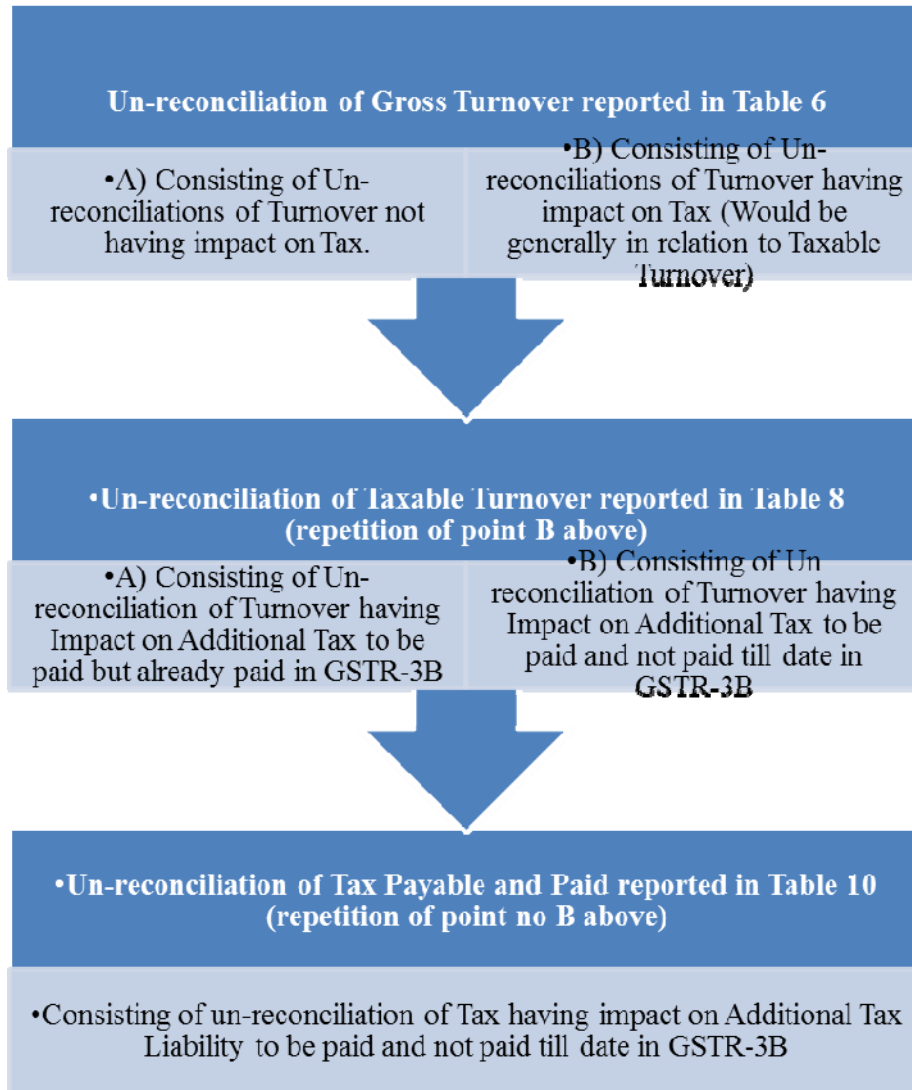 Un-reconciliation of Gross Turnover reported in Table 6
•A) Consisting of Un-
reconciliations of Turnover not
having impact on Tax.
•B) Consisting of Un-
reconciliations of Turnover having
impact on Tax (Would be
generally in relation to Taxable
Turnover)
•Un-reconciliation of Taxable Turnover reported in Table 8
(repetition of point B above)
•A) Consisting of Un-
reconciliation of Turnover having
Impact on Additional Tax to be
paid but already paid in GSTR-3B
•B) Consisting of Un
reconciliation of Turnover having
Impact on Additional Tax to be
paid and not paid till date in
GSTR-3B
•Un-reconciliation of Tax Payable and Paid reported in Table 10
(repetition of point no B above)
•Consisting of un-reconciliation of Tax having impact on Additional Tax
Liability to be paid and not paid till date in GSTR-3B